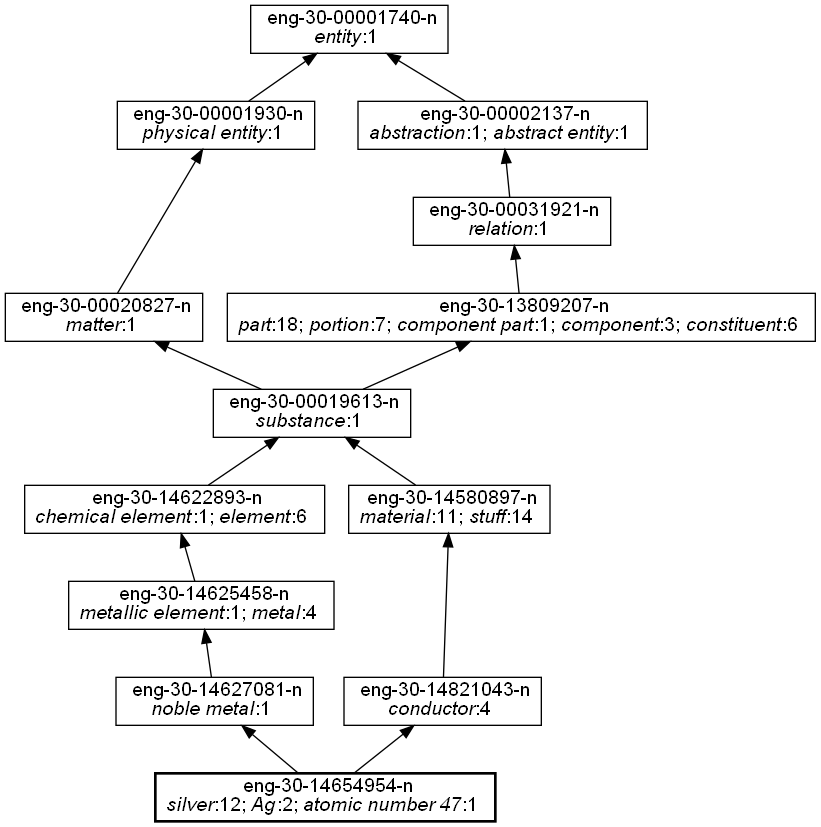 eng-30-00001740-n
entity:1
eng-30-00001930-n
physical entity:1
eng-30-00002137-n
abstraction:1; abstract entity:1
eng-30-00031921-n
relation:1
eng-30-00020827-n
matter:1
eng-30-13809207-n
part:18; portion:7; component part:1; component:3; constituent:6
eng-30-00019613-n
substance:1
eng-30-14622893-n
chemical element:1; element:6
eng-30-14580897-n
material:11; stuff:14
eng-30-14625458-n
metallic element:1; metal:4
eng-30-14627081-n
noble metal:1
eng-30-14821043-n
conductor:4
eng-30-14654954-n
silver:12; Ag:2; atomic number 47:1